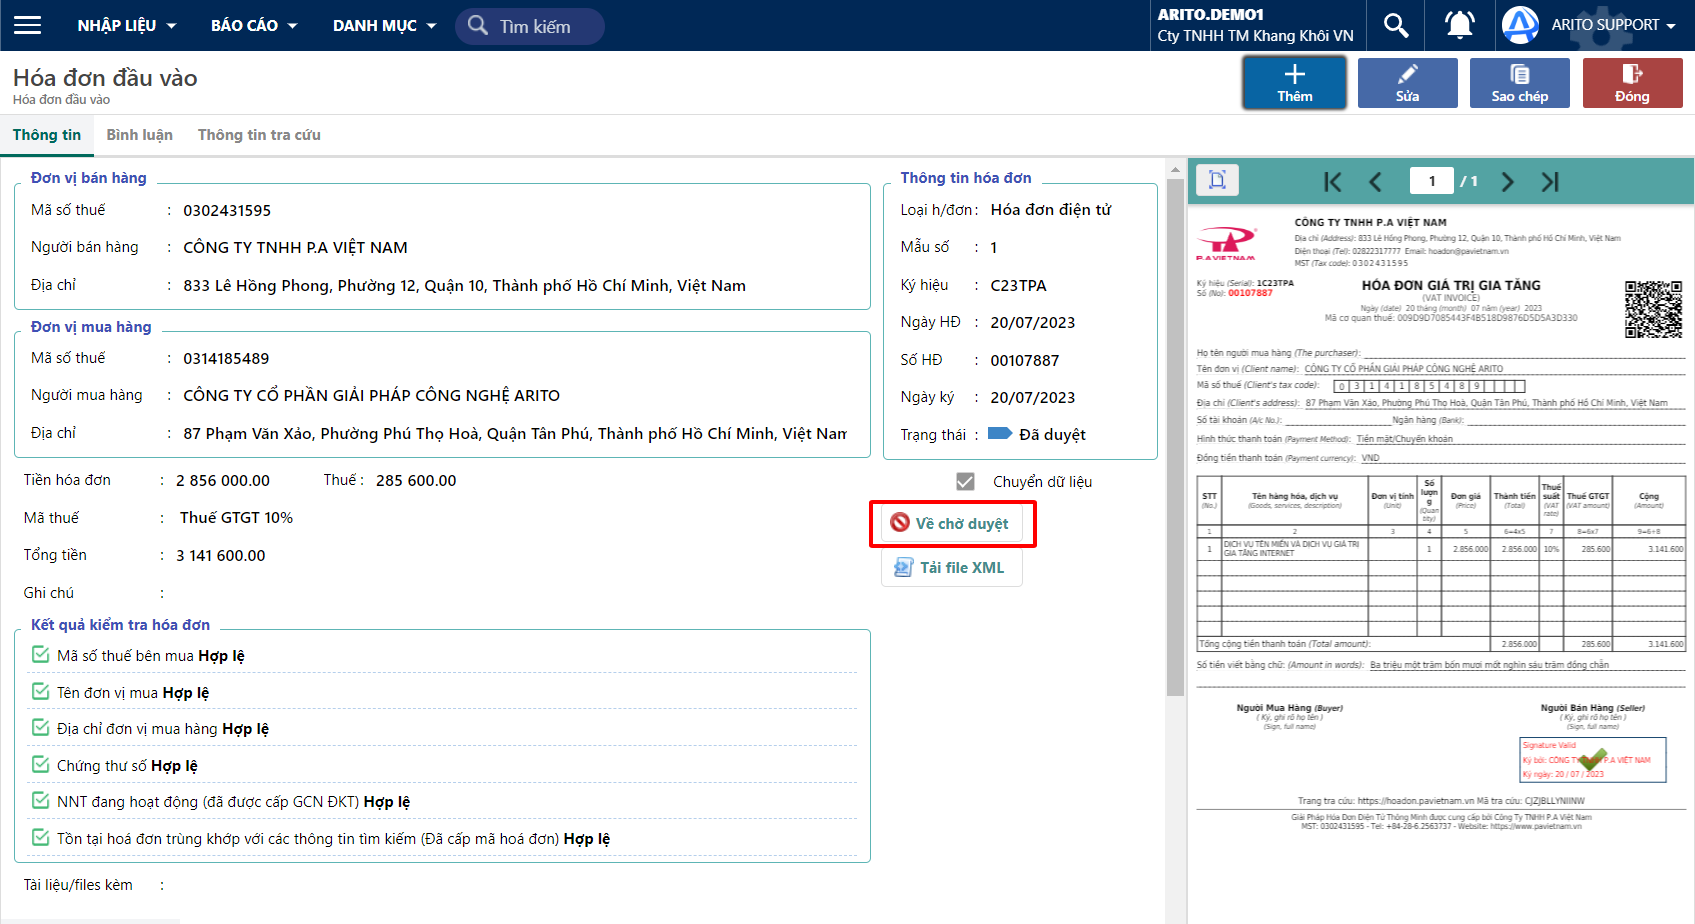 NHẬP LIỆU
BÁO CÁO
DANH MỤC
Tìm kiếm
ARITO.DEMO1
Cty TNHH TM Khang Khôi VN
ARITO SUPPORT
Hóa đơn đầu vào
Hóa đơn đầu vào
Thêm
Sửa
Sao chép
Đóng
Thông tin
Bình luận
Thông tin tra cứu
Đơn vị bán hàng
Mã số thuế : 0302431595
Người bán hàng : CÔNG TY TNHH P.A VIỆT NAM
Địa chỉ : 833 Lê Hồng Phong, Phường 12, Quận 10, Thành phố Hồ Chí Minh, Việt Nam
Đơn vị mua hàng
Mã số thuế : 0314185489
Người mua hàng : CÔNG TY CỔ PHẦN GIẢI PHÁP CÔNG NGHỆ ARITO
Địa chỉ : 87 Phạm Văn Xảo, Phường Phú Thọ Hoà, Quận Tân Phú, Thành phố Hồ Chí Minh, Việt Nam
Tiền hóa đơn : 2 856 000.00 Thuế : 285 600.00
Mã thuế : Thuế GTGT 10%
Tổng tiền : 3 141 600.00
Ghi chú :
Kết quả kiểm tra hóa đơn
Mã số thuế bên mua Hợp lệ
Tên đơn vị mua Hợp lệ
Địa chỉ đơn vị mua hàng Hợp lệ
Chứng thư số Hợp lệ
NNT đang hoạt động (đã được cấp GCN ĐKT) Hợp lệ
Tồn tại hoá đơn trùng khớp với các thông tin tìm kiếm (Đã cấp mã hoá đơn) Hợp lệ
Tài liệu/files kèm :
Thông tin hóa đơn
Loại h/đơn : Hóa đơn điện tử
Mẫu số : 1
Ký hiệu : C23TPA
Ngày HĐ : 20/07/2023
Số HĐ : 00107887
Ngày ký : 20/07/2023
Trạng thái : Đã duyệt
Chuyển dữ liệu
Về chờ duyệt
Tải file XML
1 / 1
P.A VIETNAM
CÔNG TY TNHH P.A VIỆT NAM
Địa chỉ (Address): 833 Lê Hồng Phong, Phường 12, Quận 10, Thành phố Hồ Chí Minh, Việt Nam
Điện thoại (Tel): 02822317777 Email: hoadon@pavietnam.vn
MST (Tax code): 0302431595
Ký hiệu (Serial): 1C23TPA
Số (No): 00107887
HÓA ĐƠN GIÁ TRỊ GIA TĂNG
(VAT INVOICE)
Ngày (date) 20 tháng (month) 07 năm (year) 2023
Mã cơ quan thuế: 009D9D7085443F4B518D9876D5D5A3D330
Họ tên người mua hàng (The purchaser):
Tên đơn vị (Client name): CÔNG TY CỔ PHẦN GIẢI PHÁP CÔNG NGHỆ ARITO
Mã số thuế (Client's tax code): 0 3 1 4 1 8 5 4 8 9
Địa chỉ (Client's address): 87 Phạm Văn Xảo, Phường Phú Thọ Hoà, Quận Tân Phú, Thành phố Hồ Chí Minh, Việt Nam
Số tài khoản (A/c No.): Ngân hàng (Bank):
Hình thức thanh toán (Payment Method): Tiền mặt/Chuyển khoản
Đồng tiền thanh toán (Payment currency): VND
STT (No.) Tên hàng hóa, dịch vụ (Goods, services, description) Đơn vị tính (Unit) Số lượng (Quantity) Đơn giá (Price) Thành tiền (Total) Thuế suất (VAT rate) Thuế GTGT (VAT amount) Cộng (Amount)
1 2 3 4 5 6=4x5 7 8=6x7 9=6+8
1 DỊCH VỤ TÊN MIỀN VÀ DỊCH VỤ GIÁ TRỊ GIA TĂNG INTERNET 1 2.856.000 2.856.000 10% 285.600 3.141.600
Tổng cộng tiền thanh toán (Total amount): 2.856.000 285.600 3.141.600
Số tiền viết bằng chữ: (Amount in words): Ba triệu một trăm bốn mươi mốt nghìn sáu trăm đồng chẵn
Người Mua Hàng (Buyer)
( Ký, ghi rõ họ tên )
(Sign, full name)
Người Bán Hàng (Seller)
( Ký, ghi rõ họ tên )
(Sign, full name)
Signature Valid
Ký bởi: CÔNG TY TNHH P.A VIỆT NAM
Ký ngày: 20 / 07 / 2023
Trang tra cứu: https://hoadon.pavietnam.vn Mã tra cứu: CJZJBLLYNIINW
Giải Pháp Hóa Đơn Điện Tử Thông Minh được cung cấp bởi Công Ty TNHH P.A Việt Nam
MST: 0302431595 - Tel: +84-28-6.2563737 - Website: https://www.pavietnam.vn